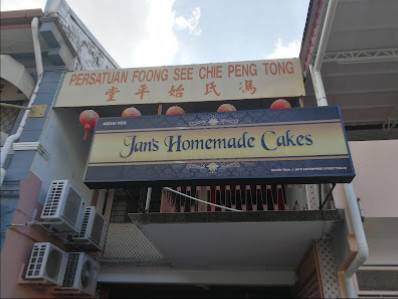 PERSATUAN FOONG SEE CHIE PENG TONG
堂平始氏馮
Jan's Homemade Cakes